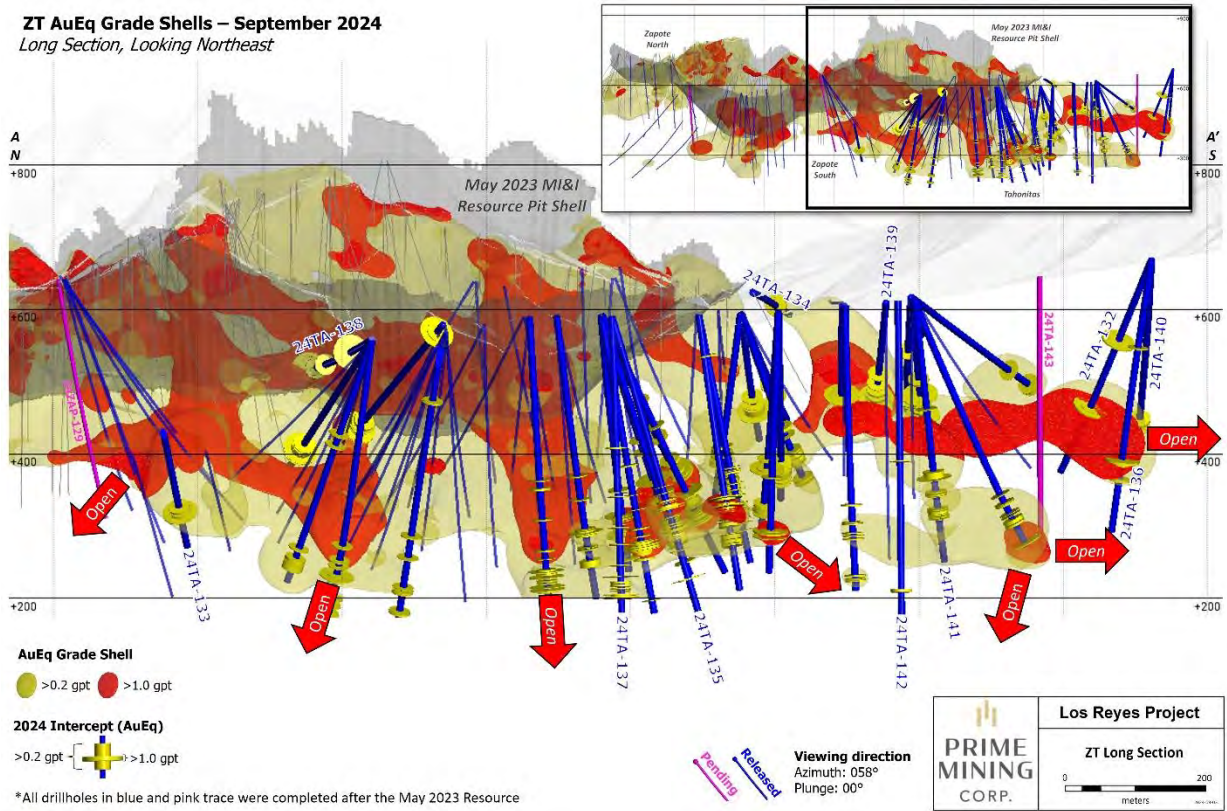 ZT AuEq Grade Shells – September 2024
Long Section, Looking Northeast
Zapote
North
May 2023 MI&I
Resource Pit Shell
+900
+600
+300
Zapote
South
Tahonitas
A
N
A'
S
+800
+800
May 2023 MI&I
Resource Pit Shell
+600
+600
+400
+400
+200
+200
24TA-138
24TA-134
24TA-139
24TA-143
24TA-132
24TA-140
24TA-136
24TA-133
24TA-137
24TA-135
24TA-142
24TA-141
Open
Open
Open
Open
Open
Open
Open
AuEq Grade Shell
>0.2 gpt
>1.0 gpt
2024 Intercept (AuEq)
>0.2 gpt
>1.0 gpt
*All drillholes in blue and pink trace were completed after the May 2023 Resource
Pending
Released
Viewing direction
Azimuth: 058°
Plunge: 00°
PRIME
MINING
CORP.
Los Reyes Project
ZT Long Section
0
200
meters